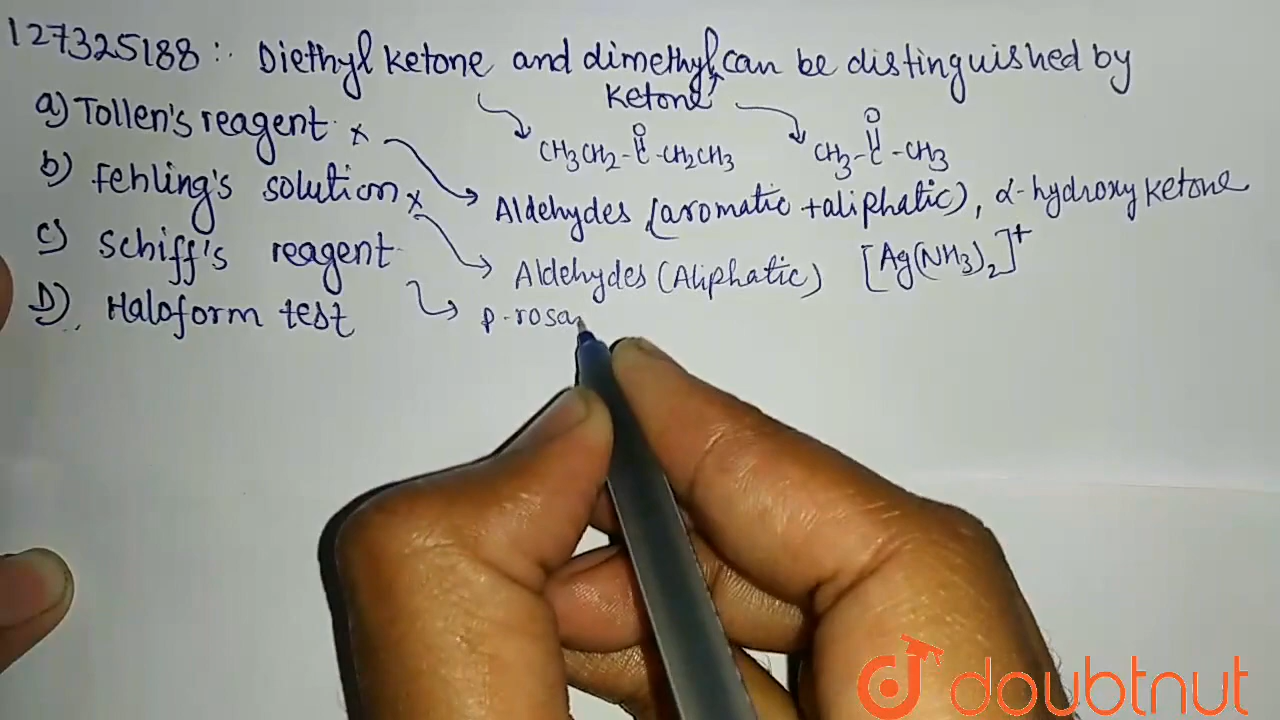 127325188:- Diethyl ketone and dimethyl can be distinguished by
ketone
a) Tollen's reagent x
CH3CH2-C-CH2CH3
O
CH3-C-CH3
O
b) Fehling's solution x
Aldehydes (aromatic +aliphatic), α-hydroxy ketone
c) Schiff's reagent
Aldehydes (Aliphatic) [Ag(NH3)2]+
D) Haloform test
p-rosa
doubtnut